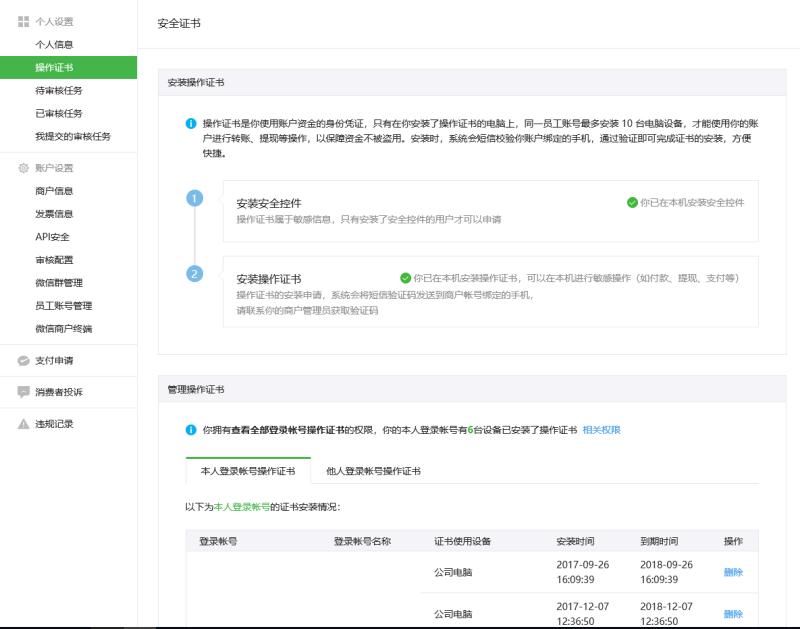 个人设置
个人信息
操作证书
待审核任务
已审核任务
我提交的审核任务
账户设置
商户信息
发票信息
API安全
审核配置
微信群管理
员工账号管理
微信商户终端
支付申请
消费者投诉
违规记录
安全证书
安装操作证书
操作证书是你使用账户资金的身份凭证，只有在你安装了操作证书的电脑上，同一员工账号最多安装 10 台电脑设备，才能使用你的账
户进行转账、提现等操作，以保障资金不被盗用。安装时，系统会短信校验你账户绑定的手机，通过验证即可完成证书的安装，方便
快捷。
1
安装安全控件
你已在本机安装安全控件
操作证书属于敏感信息，只有安装了安全控件的用户才可以申请
2
安装操作证书
你已在本机安装操作证书，可以在本机进行敏感操作（如付款、提现、支付等）
操作证书的安装申请，系统会将短信验证码发送到商户帐号绑定的手机，
请联系你的商户管理员获取验证码
管理操作证书
你拥有查看全部登录帐号操作证书的权限，你的本人登录帐号有6台设备已安装了操作证书 相关权限
本人登录帐号操作证书 他人登录帐号操作证书
以下为本人登录帐号的证书安装情况：
登录帐号 登录帐号名称 证书使用设备 安装时间 到期时间 操作
公司电脑 2017-09-26 16:09:39 2018-09-26 16:09:39 删除
公司电脑 2017-12-07 12:36:50 2018-12-07 12:36:50 删除